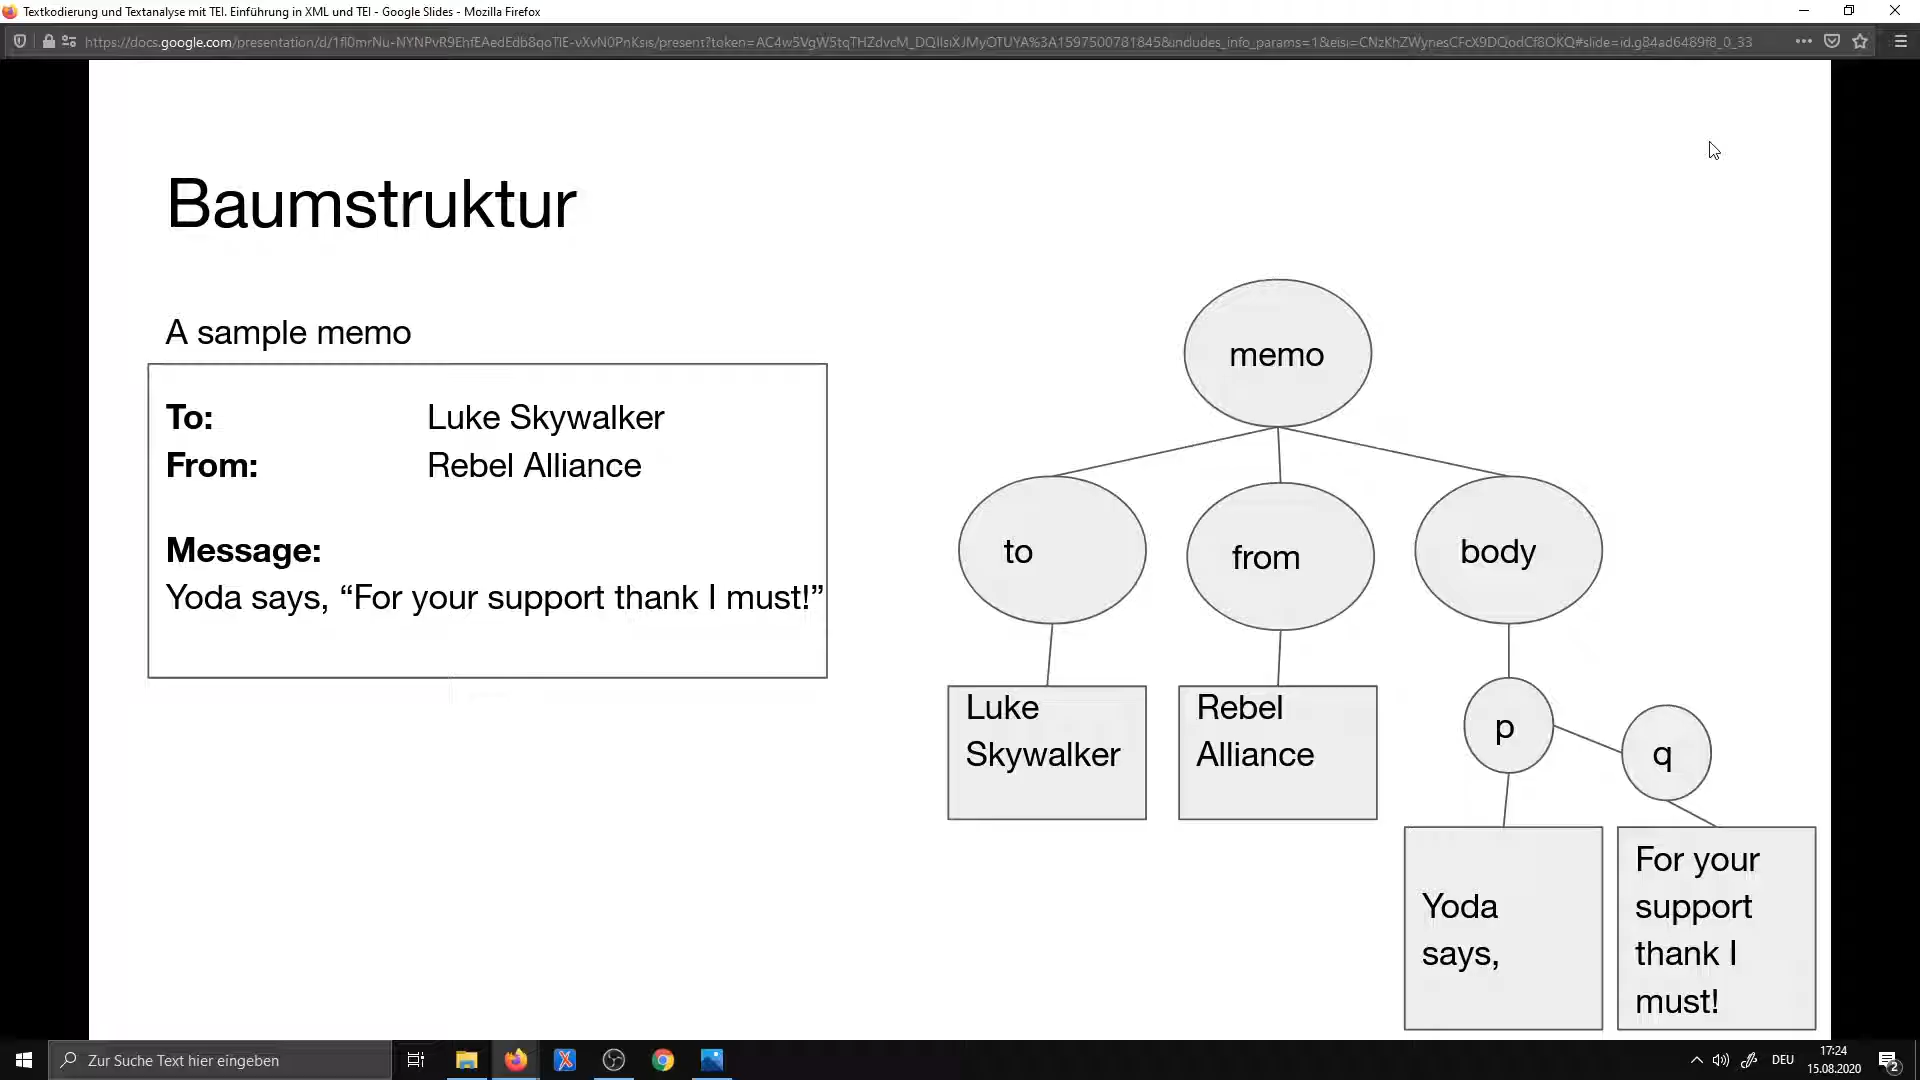 Textkodierung und Textanalyse mit TEI. Einführung in XML und TEI - Google Slides - Mozilla Firefox
Baumstruktur
A sample memo
To: Luke Skywalker
From: Rebel Alliance
Message:
Yoda says, “For your support thank I must!”
memo
to
from
body
Luke
Skywalker
Rebel
Alliance
p
q
Yoda
says,
For your
support
thank I
must!
Zur Suche Text hier eingeben
DEU
17:24
15.08.2020
2